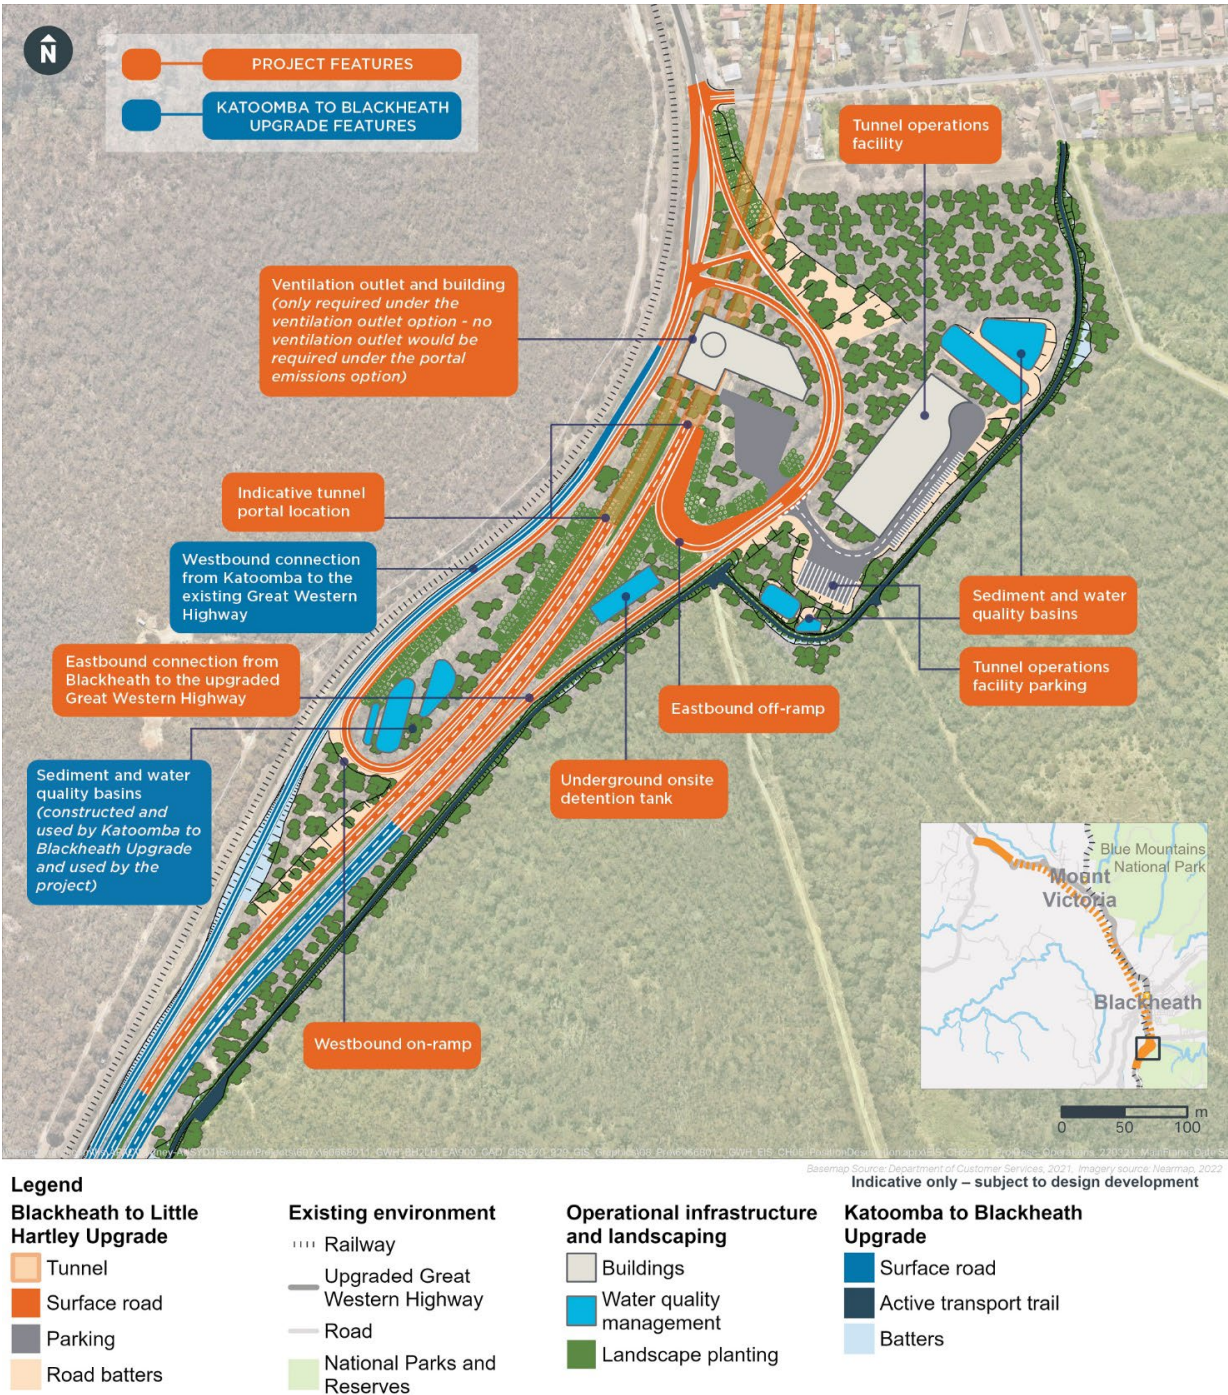 N
PROJECT FEATURES
KATOOMBA TO BLACKHEATH
UPGRADE FEATURES
Tunnel operations
facility
Ventilation outlet and building
(only required under the
ventilation outlet option - no
ventilation outlet would be
required under the portal
emissions option)
Indicative tunnel
portal location
Westbound connection
from Katoomba to the
existing Great Western
Highway
Eastbound connection from
Blackheath to the upgraded
Great Western Highway
Sediment and water
quality basins
(constructed and
used by Katoomba to
Blackheath Upgrade
and used by the
project)
Sediment and water
quality basins
Tunnel operations
facility parking
Eastbound off-ramp
Underground onsite
detention tank
Westbound on-ramp
Blue Mountains
National Park
Mount
Victoria
Blackheath
m
0 50 100
Basemap Source: Department of Customer Services, 2021, Imagery source: Nearmap, 2022
Indicative only – subject to design development
Legend
Blackheath to Little
Hartley Upgrade
Tunnel
Surface road
Parking
Road batters
Existing environment
Railway
Upgraded Great
Western Highway
Road
National Parks and
Reserves
Operational infrastructure
and landscaping
Buildings
Water quality
management
Landscape planting
Katoomba to Blackheath
Upgrade
Surface road
Active transport trail
Batters